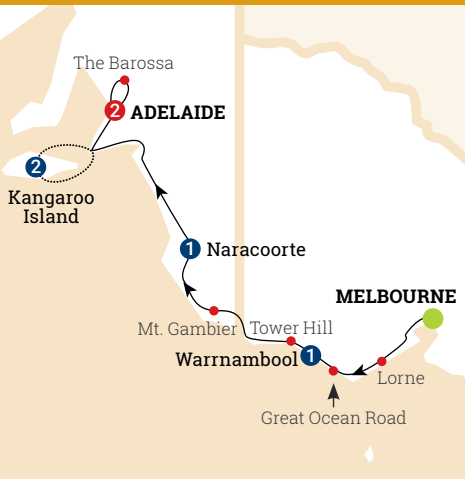 The Barossa
2 ADELAIDE
2
Kangaroo
Island
1 Naracoorte
MELBOURNE
Mt. Gambier
Tower Hill
Warrnambool 1
Lorne
Great Ocean Road